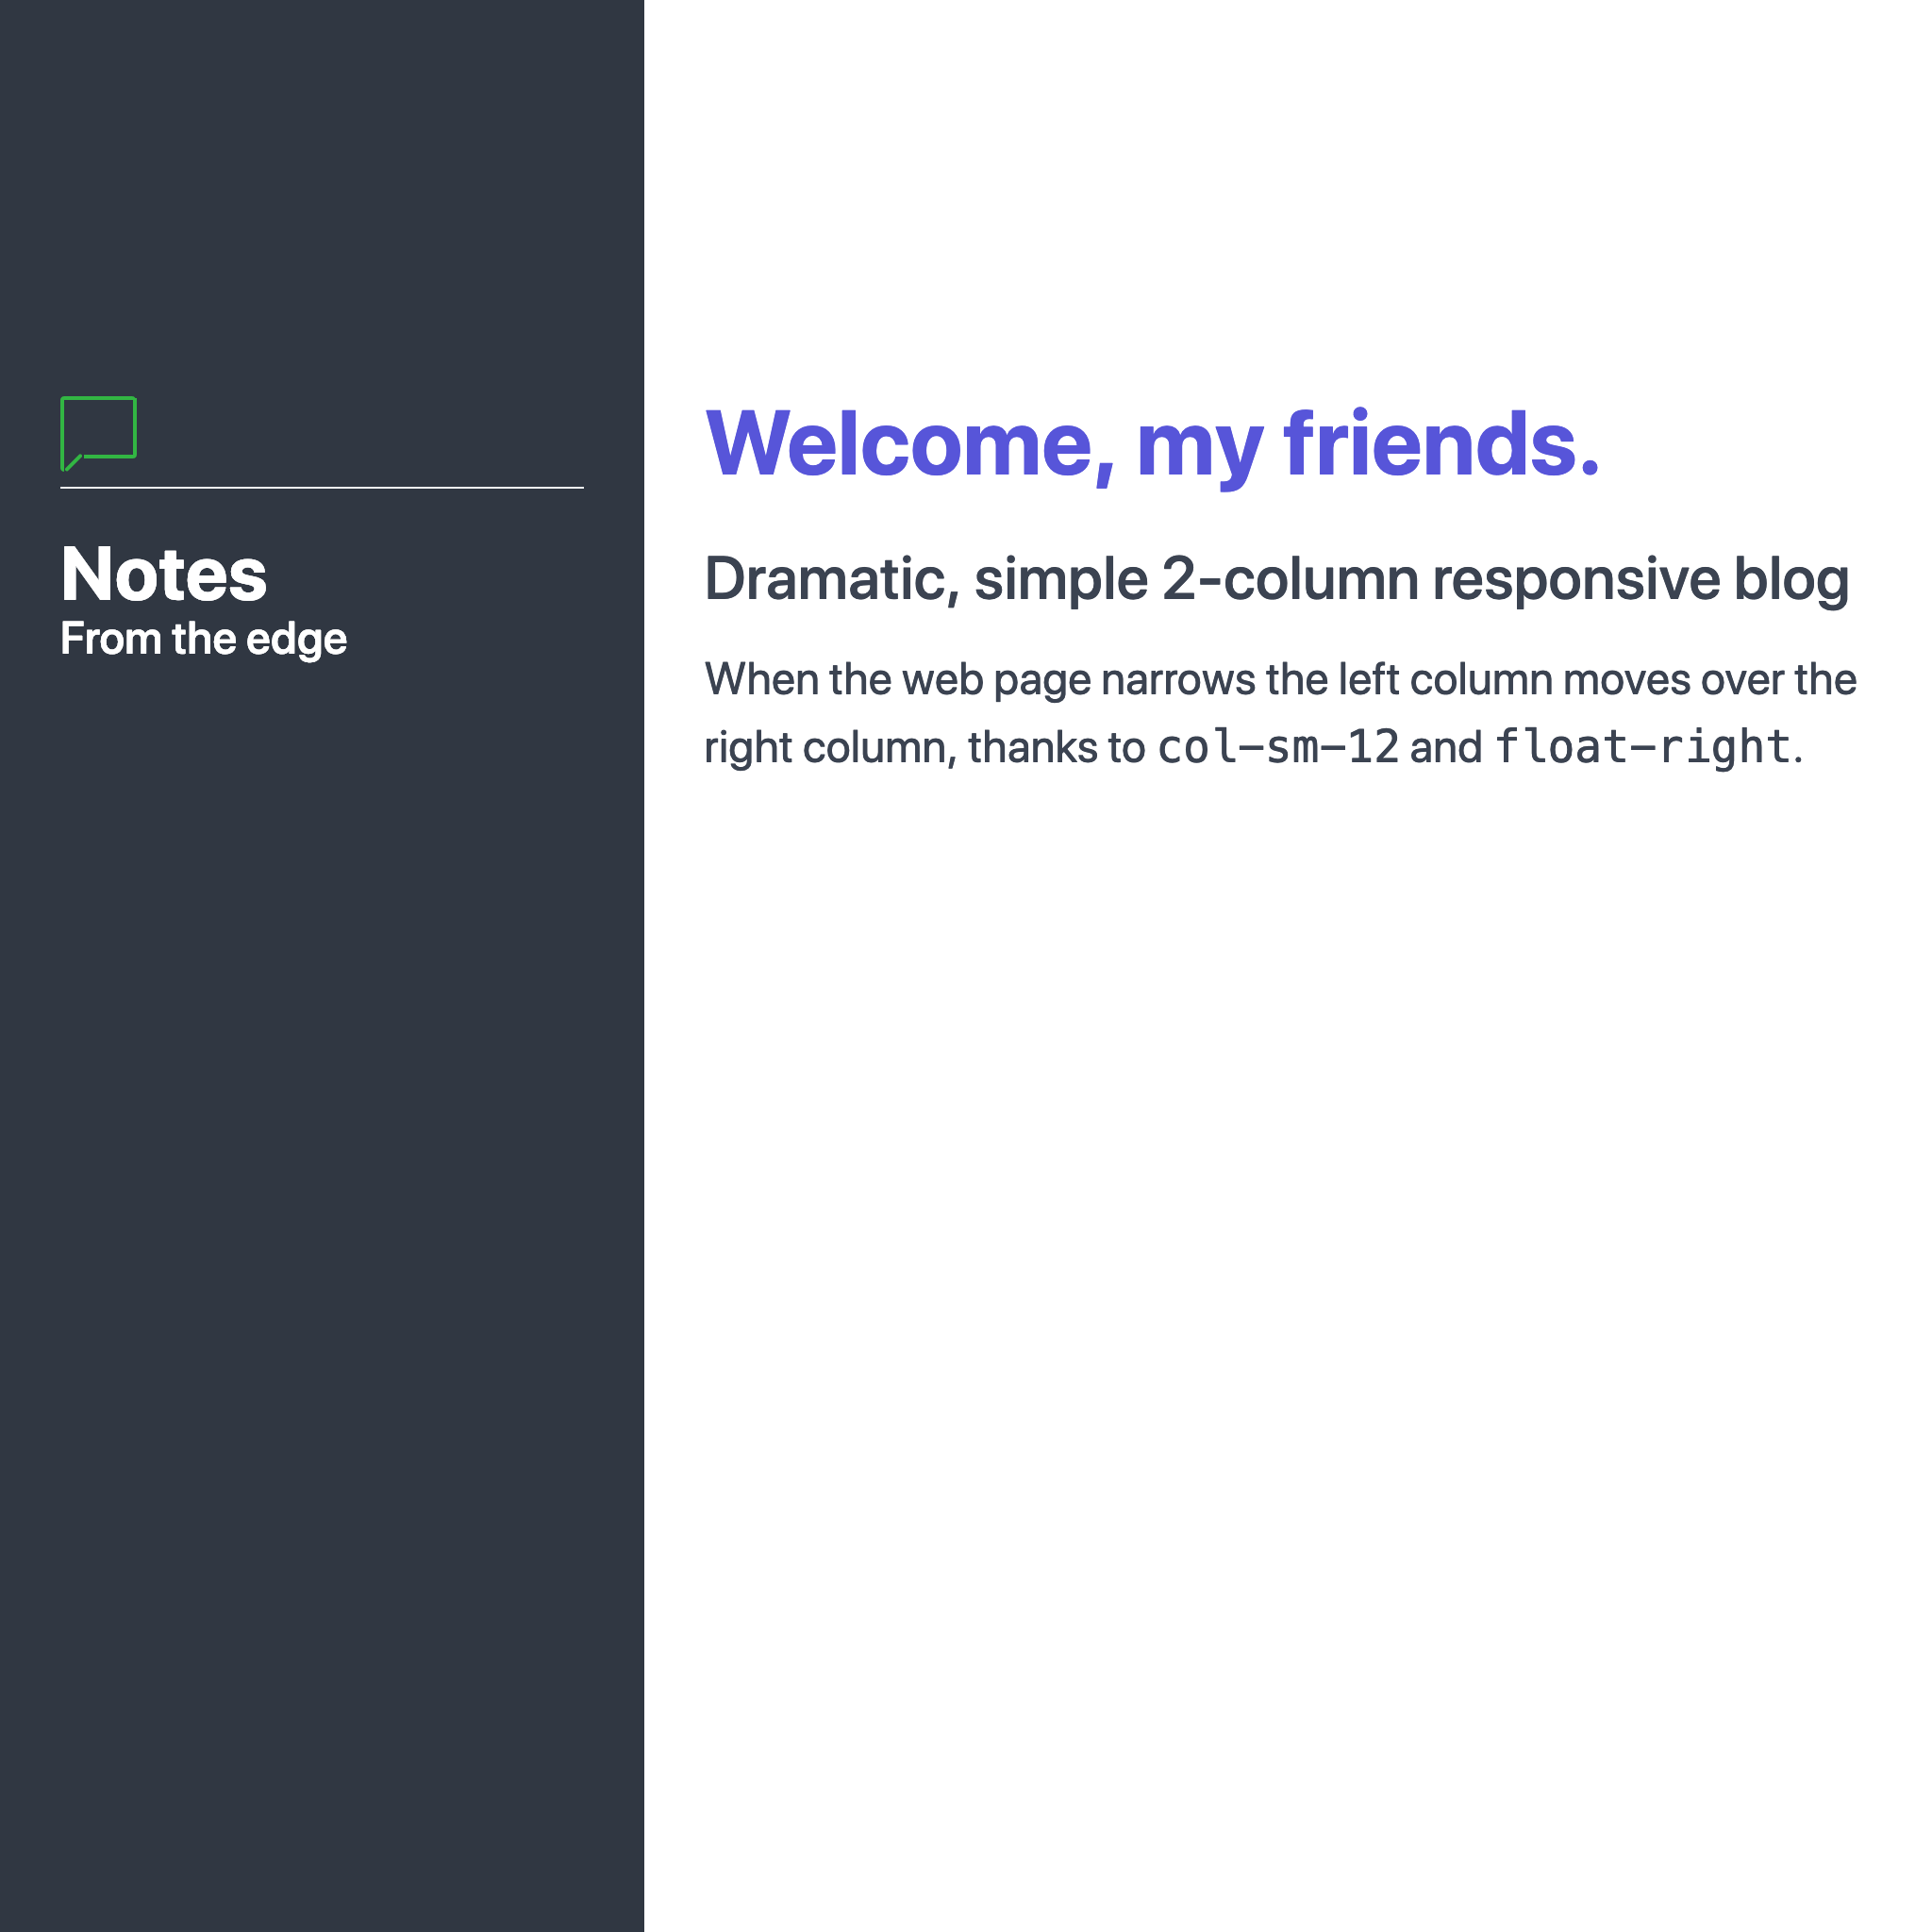 Notes
From the edge
Welcome, my friends.
Dramatic, simple 2-column responsive blog
When the web page narrows the left column moves over the
right column, thanks to col-sm-12 and float-right.